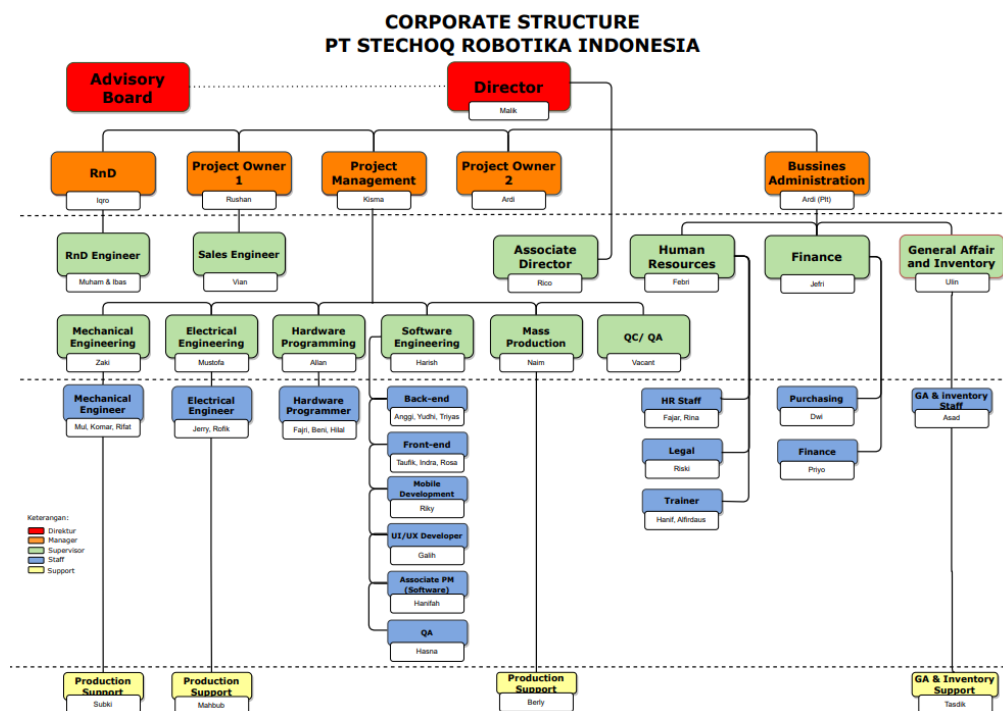 CORPORATE STRUCTURE
PT STECHOQ ROBOTIKA INDONESIA
Advisory
Board
Director
Malik
RnD
Iqro
Project Owner
1
Rushan
Project
Management
Kisma
Project Owner
2
Ardi
Bussines
Administration
Ardi (Plt)
RnD Engineer
Muham & Ibas
Sales Engineer
Vian
Associate
Director
Rico
Human
Resources
Febri
Finance
Jefri
General Affair
and Inventory
Ulin
Mechanical
Engineering
Zaki
Electrical
Engineering
Mustofa
Hardware
Programming
Allan
Software
Engineering
Harish
Mass
Production
Naim
QC/ QA
Vacant
Mechanical
Engineer
Mul, Komar, Rifat
Electrical
Engineer
Jerry, Rofik
Hardware
Programmer
Fajri, Beni, Hilal
Back-end
Anggi, Yudhi, Triyas
Front-end
Taufik, Indra, Rosa
Mobile
Development
Riky
UI/UX Developer
Galih
Associate PM
(Software)
Hanifah
QA
Hasna
HR Staff
Fajar, Rina
Legal
Riski
Trainer
Hanif, Alfirdaus
Purchasing
Dwi
Finance
Priyo
GA & inventory
Staff
Asad
Keterangan:
Direktur
Manager
Supervisor
Staff
Support
Production
Support
Subki
Production
Support
Mahbub
Production
Support
Berly
GA & Inventory
Support
Tasdik